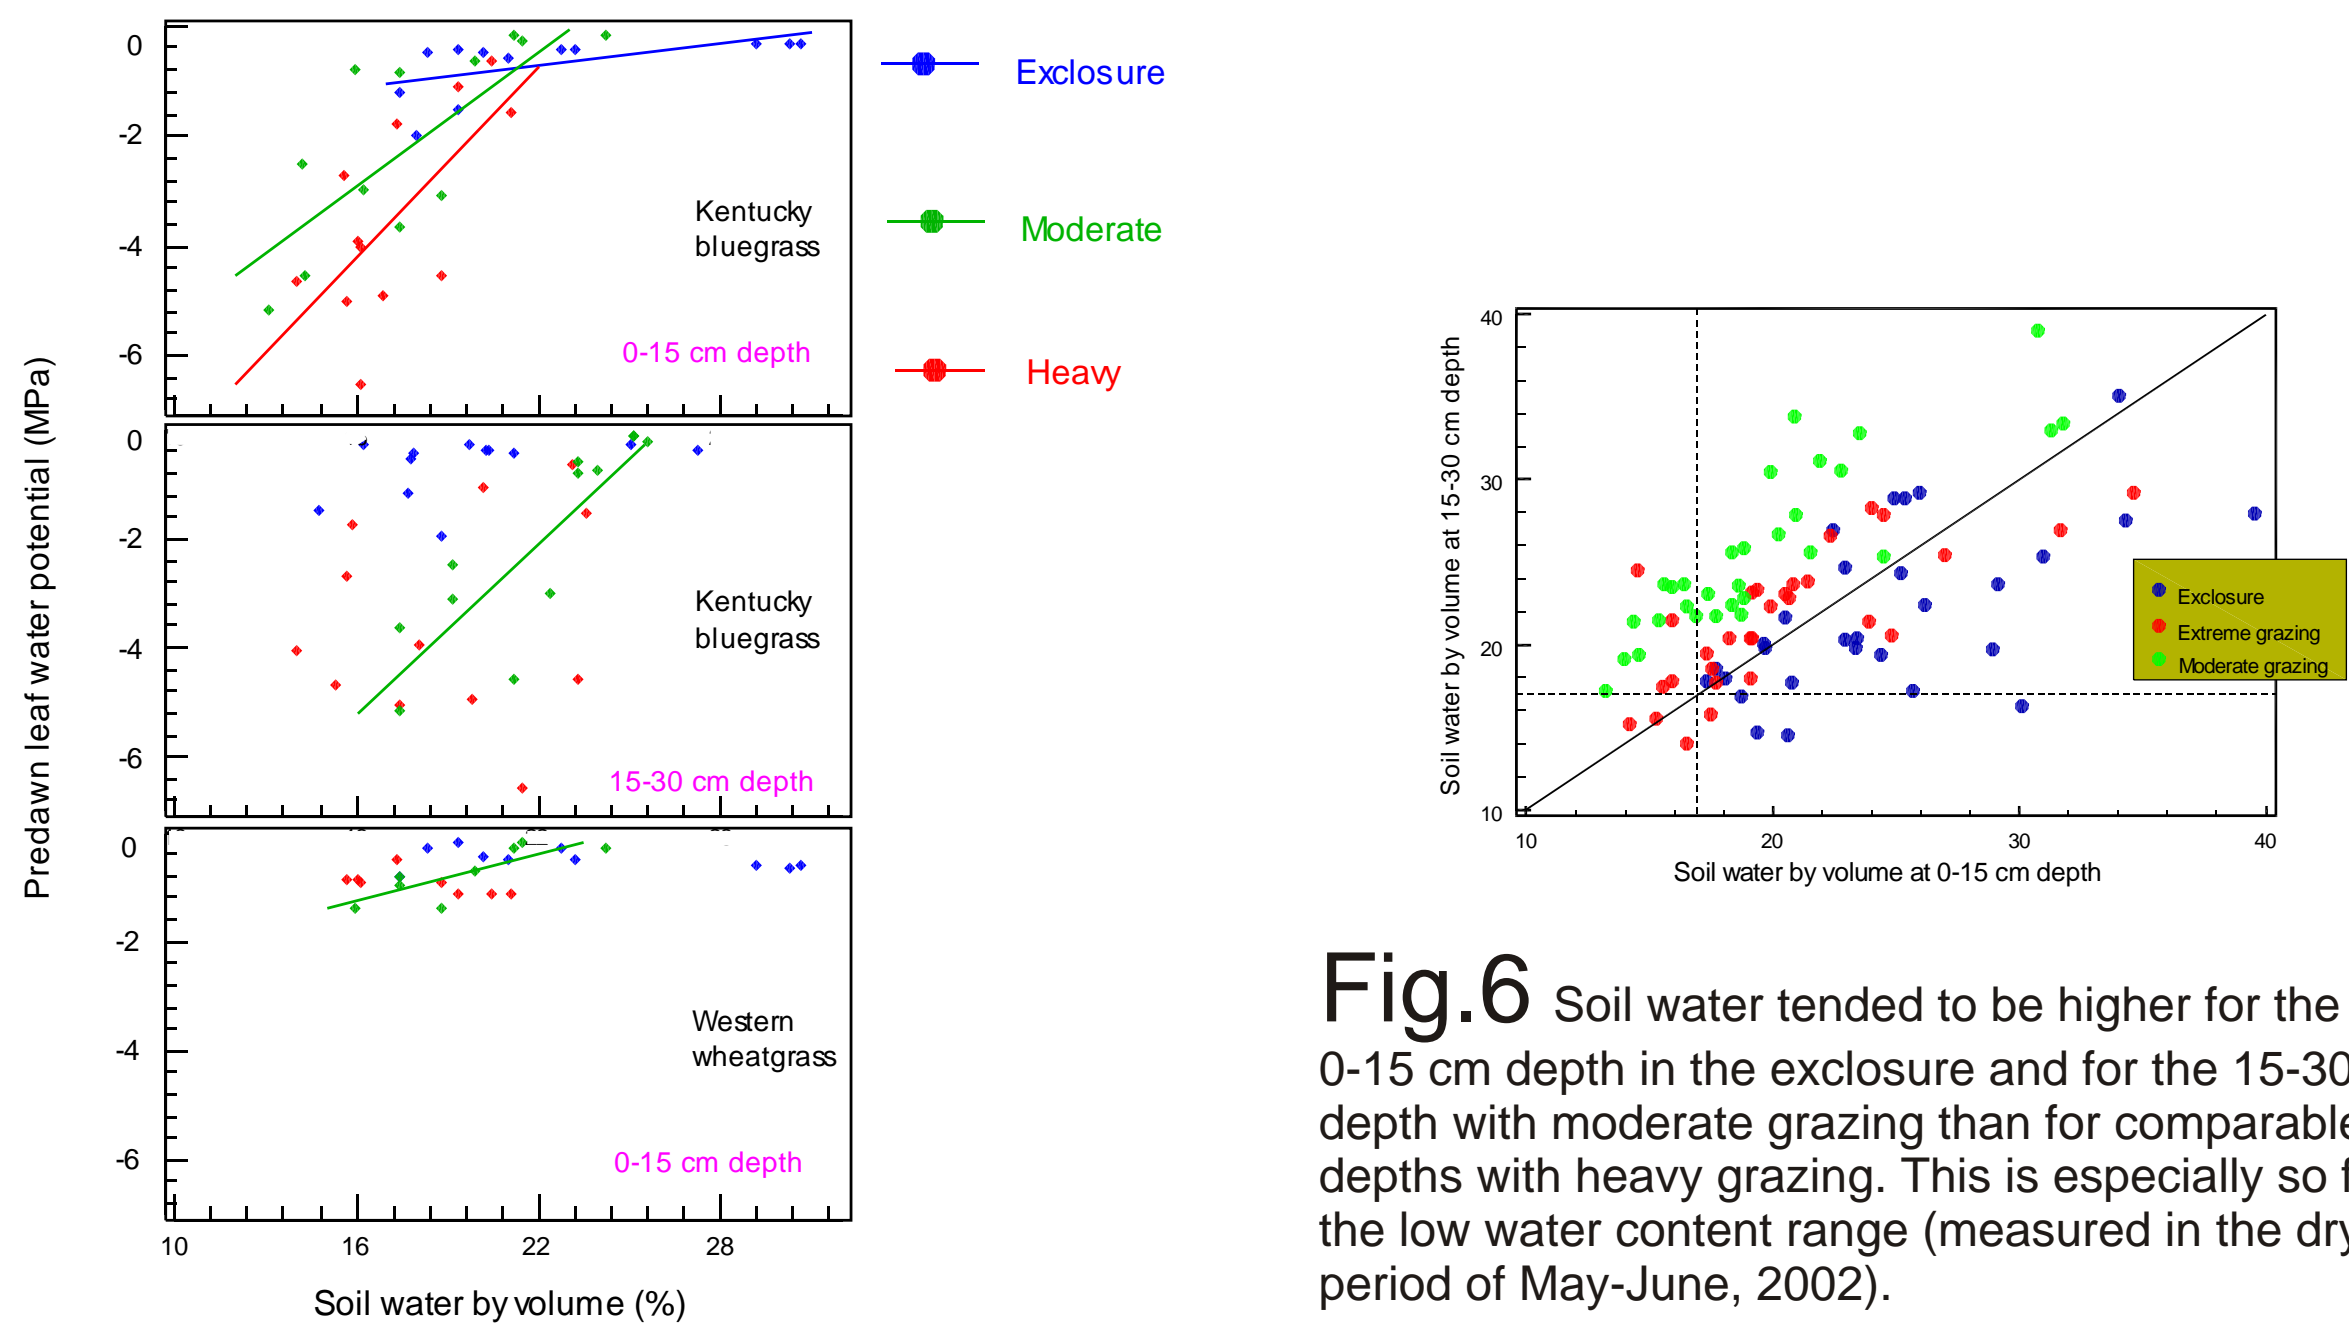 Predawn leaf water potential (MPa)
0
-2
-4
-6
Kentucky
bluegrass
0-15 cm depth
0
-2
-4
-6
Kentucky
bluegrass
15-30 cm depth
0
-2
-4
-6
Western
wheatgrass
0-15 cm depth
10 16 22 28
Soil water by volume (%)
Exclosure
Moderate
Heavy
Soil water by volume at 15-30 cm depth
40
30
20
10
10 20 30 40
Soil water by volume at 0-15 cm depth
Exclosure
Extreme grazing
Moderate grazing
Fig.6 Soil water tended to be higher for the
0-15 cm depth in the exclosure and for the 15-30
depth with moderate grazing than for comparable
depths with heavy grazing. This is especially so
the low water content range (measured in the dry
period of May-June, 2002).